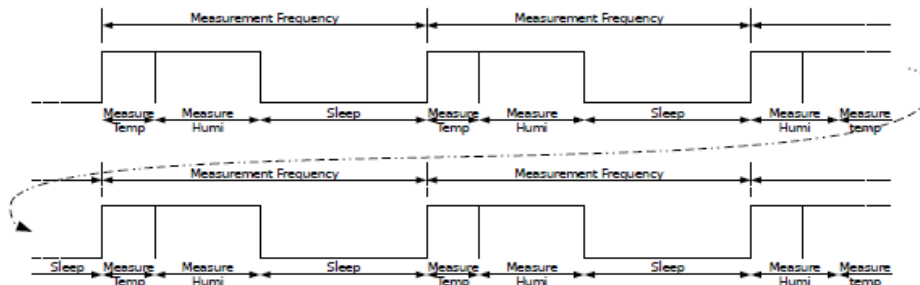 Measurement Frequency Measurement Frequency
Measure Measure Sleep Measure Measure Sleep Measure Measure
Temp Humi Temp Humi Humi temp
Measurement Frequency Measurement Frequency
Sleep Measure Measure Sleep Measure Measure Sleep Measure Measure
Temp Humi Temp Humi Humi temp